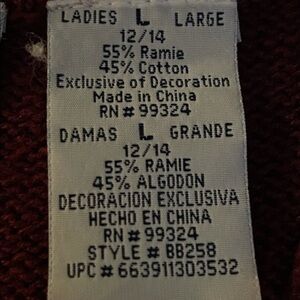 LADIES L LARGE
12/14
55% Ramie
45% Cotton
Exclusive of Decoration
Made in China
RN # 99324
DAMAS L GRANDE
12/14
55% RAMIE
45% ALGODON
DECORACION EXCLUSIVA
HECHO EN CHINA
RN # 99324
STYLE # BB258
UPC # 663911303532